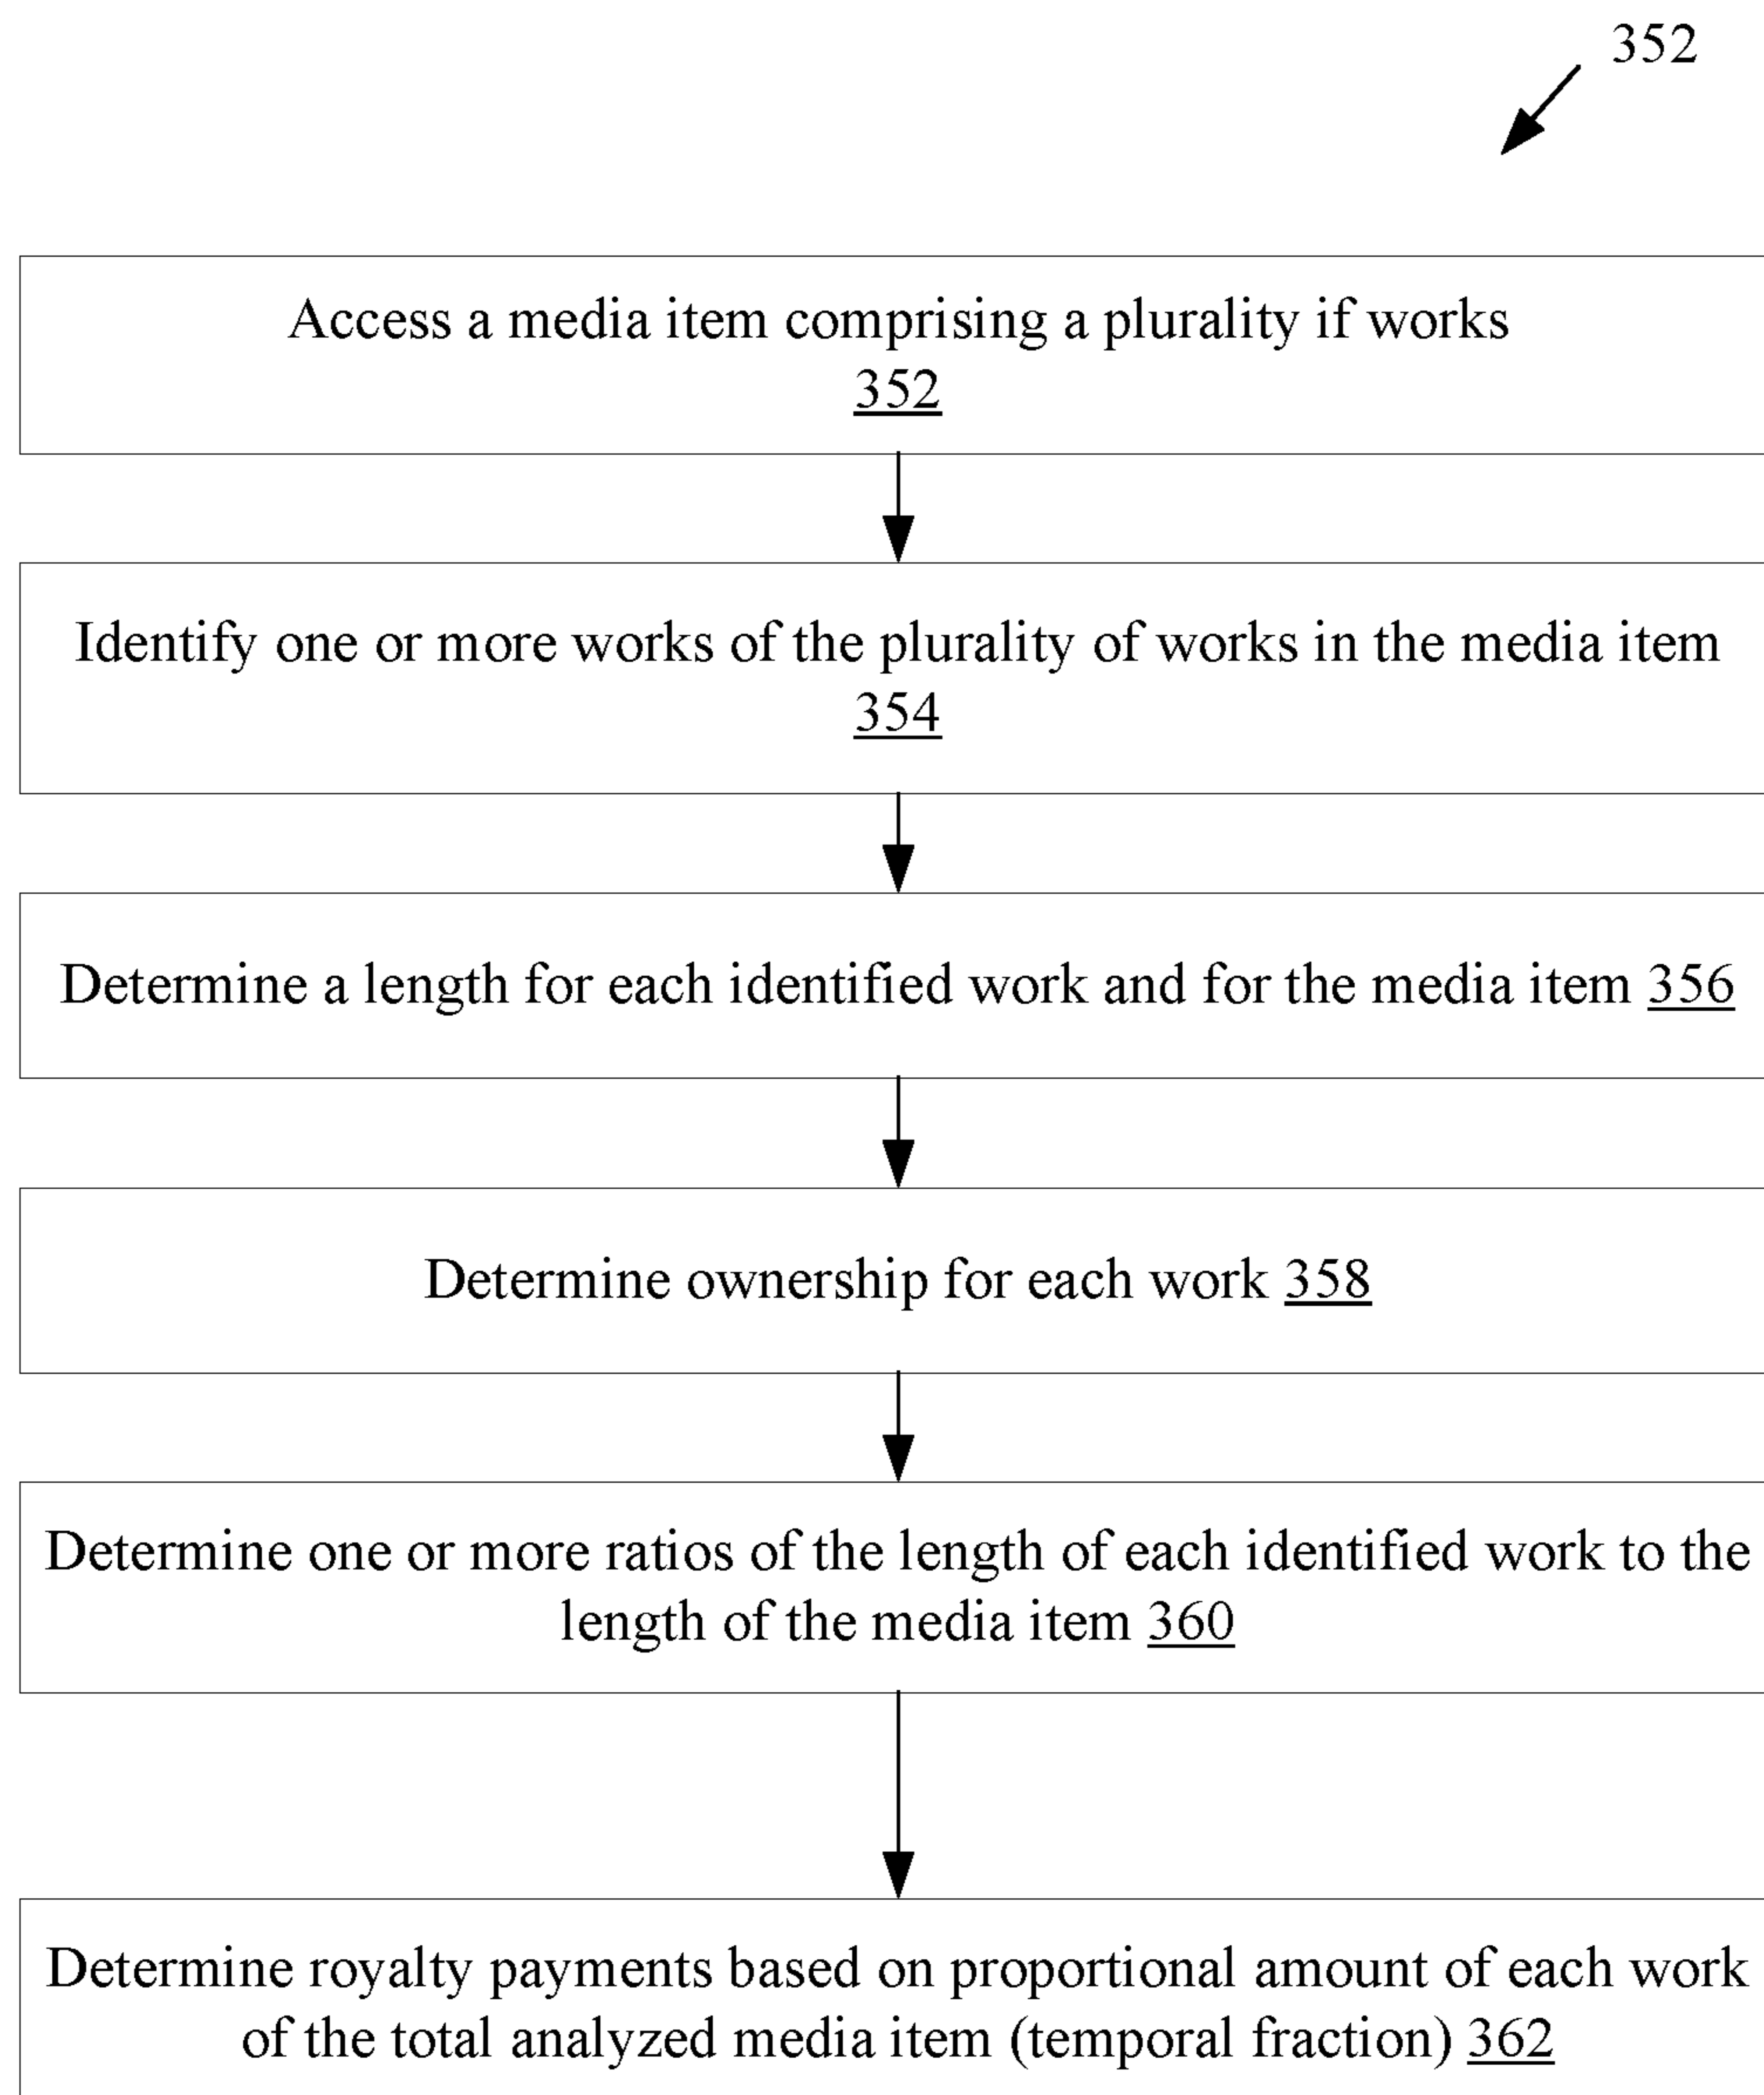 352
Access a media item comprising a plurality if works
352
Identify one or more works of the plurality of works in the media item
354
Determine a length for each identified work and for the media item 356
Determine ownership for each work 358
Determine one or more ratios of the length of each identified work to the
length of the media item 360
Determine royalty payments based on proportional amount of each work
of the total analyzed media item (temporal fraction) 362